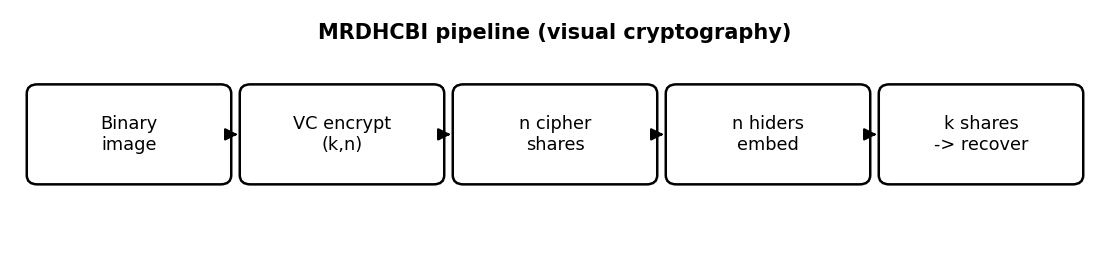 MRDHCBI pipeline (visual cryptography)
Binary
image
VC encrypt
(k,n)
n cipher
shares
n hiders
embed
k shares
-> recover